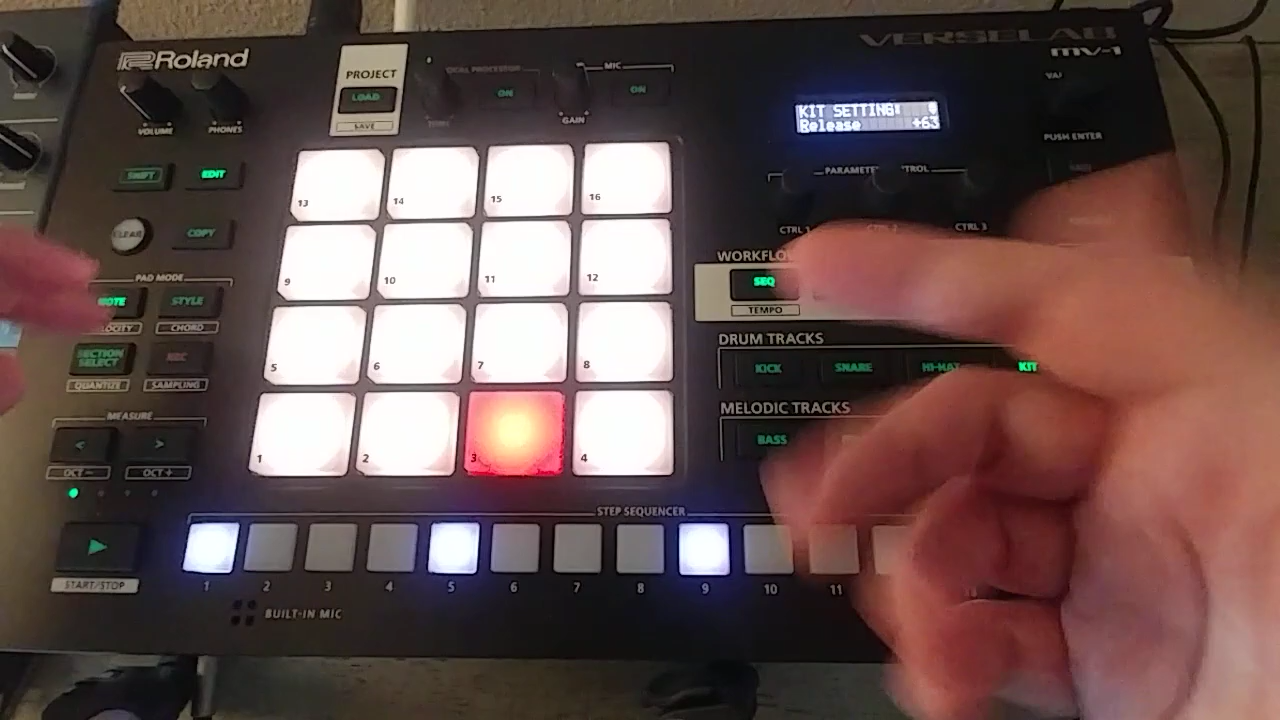 Roland
VERSELAB
MV-1
PROJECT
LOAD
SAVE
VOLUME
PHONES
ON
MIC
ON
GAIN
KIT SETTING:
Release +63
PUSH ENTER
SHIFT
EDIT
CLEAR
COPY
CTRL 1
CTRL 3
PAD MODE
STYLE
CHORD
SECTION SELECT
REC
QUANTIZE
SAMPLING
MEASURE
<
>
OCT −
OCT +
START/STOP
13
14
15
16
9
10
11
12
5
6
7
8
1
2
3
4
SEQ
TEMPO
DRUM TRACKS
KICK
SNARE
HI-HAT
KIT
MELODIC TRACKS
BASS
STEP SEQUENCER
1
2
3
4
5
6
7
8
9
10
11
BUILT-IN MIC